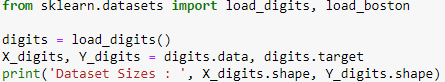 from sklearn.datasets import load_digits, load_boston
digits = load_digits()
X_digits, Y_digits = digits.data, digits.target
print('Dataset Sizes : ', X_digits.shape, Y_digits.shape)